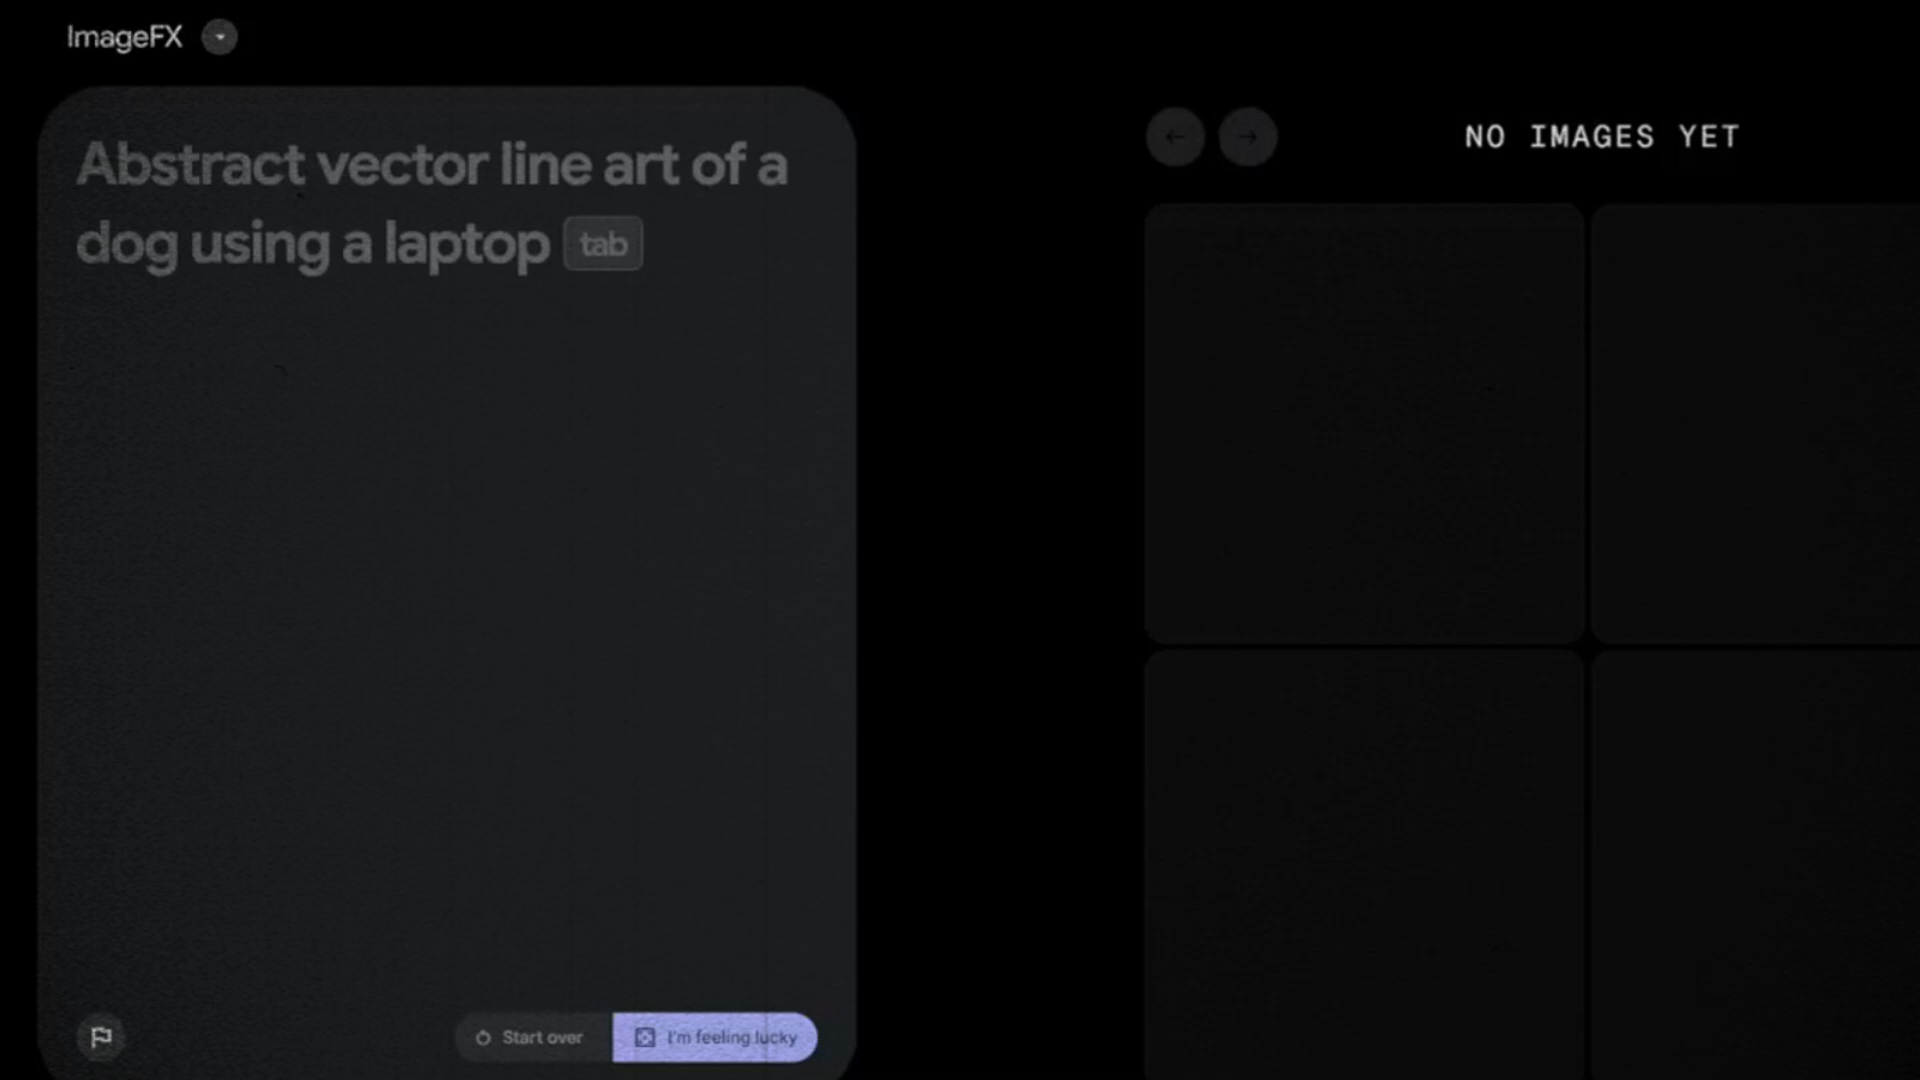 ImageFX
Abstract vector line art of a
dog using a laptop tab
NO IMAGES YET
Start over
I'm feeling lucky